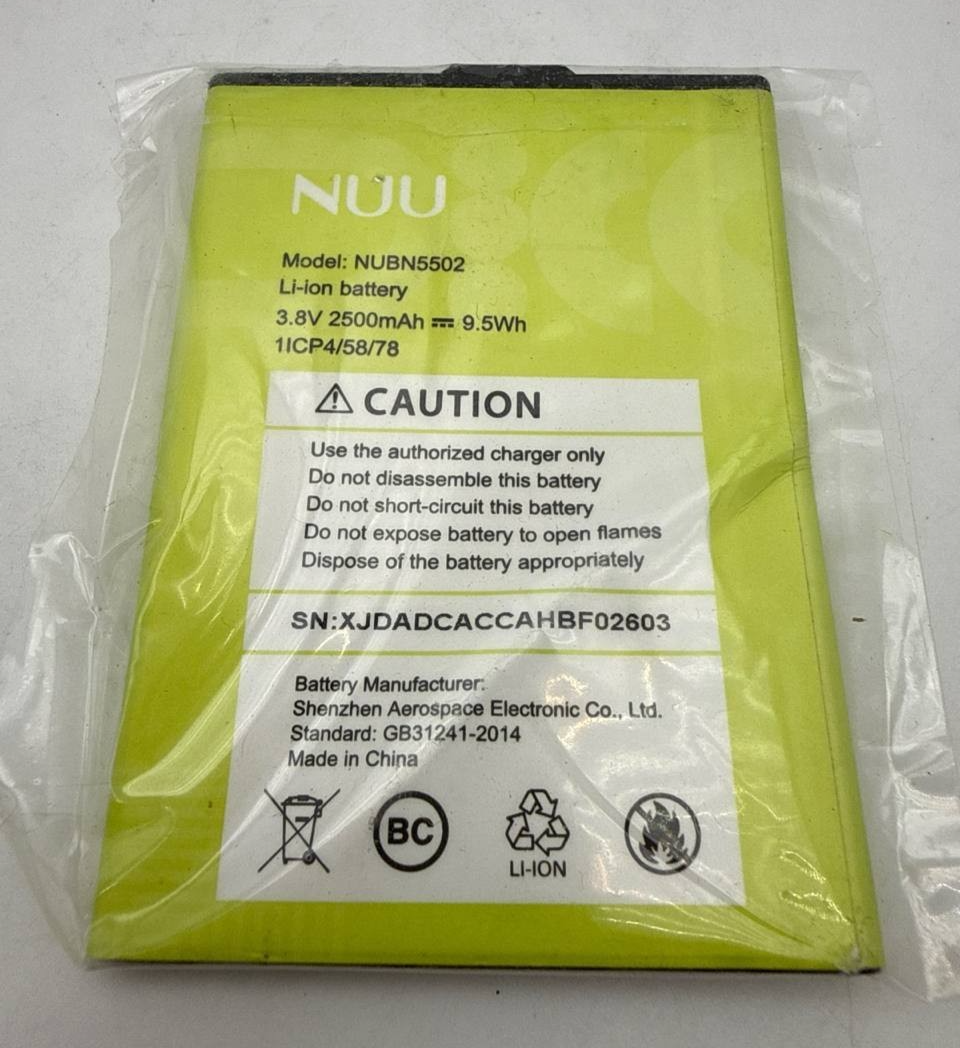 NUU
Model: NUBN5502
Li-ion battery
3.8V 2500mAh ⎓ 9.5Wh
1ICP4/58/78
⚠ CAUTION
Use the authorized charger only
Do not disassemble this battery
Do not short-circuit this battery
Do not expose battery to open flames
Dispose of the battery appropriately
SN:XJDADCACCAHBF02603
Battery Manufacturer:
Shenzhen Aerospace Electronic Co., Ltd.
Standard: GB31241-2014
Made in China
BC
LI-ION